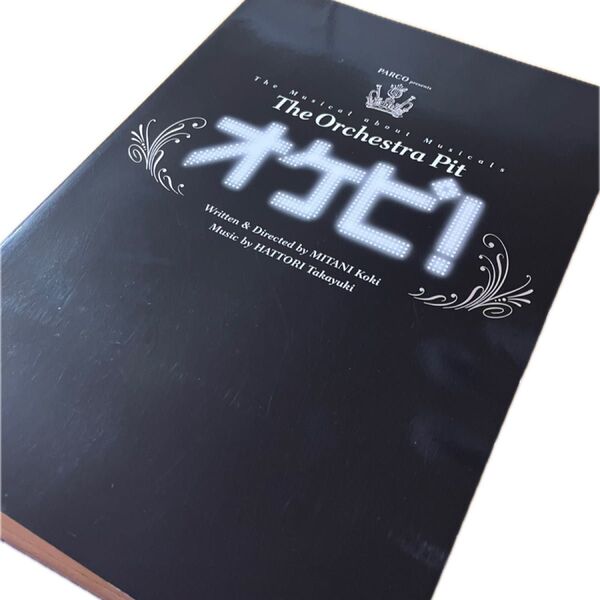 PARCO presents
The Musical about Musicals
The Orchestra Pit
オケピ!
Written & Directed by MITANI Koki
Music by HATTORI Takayuki